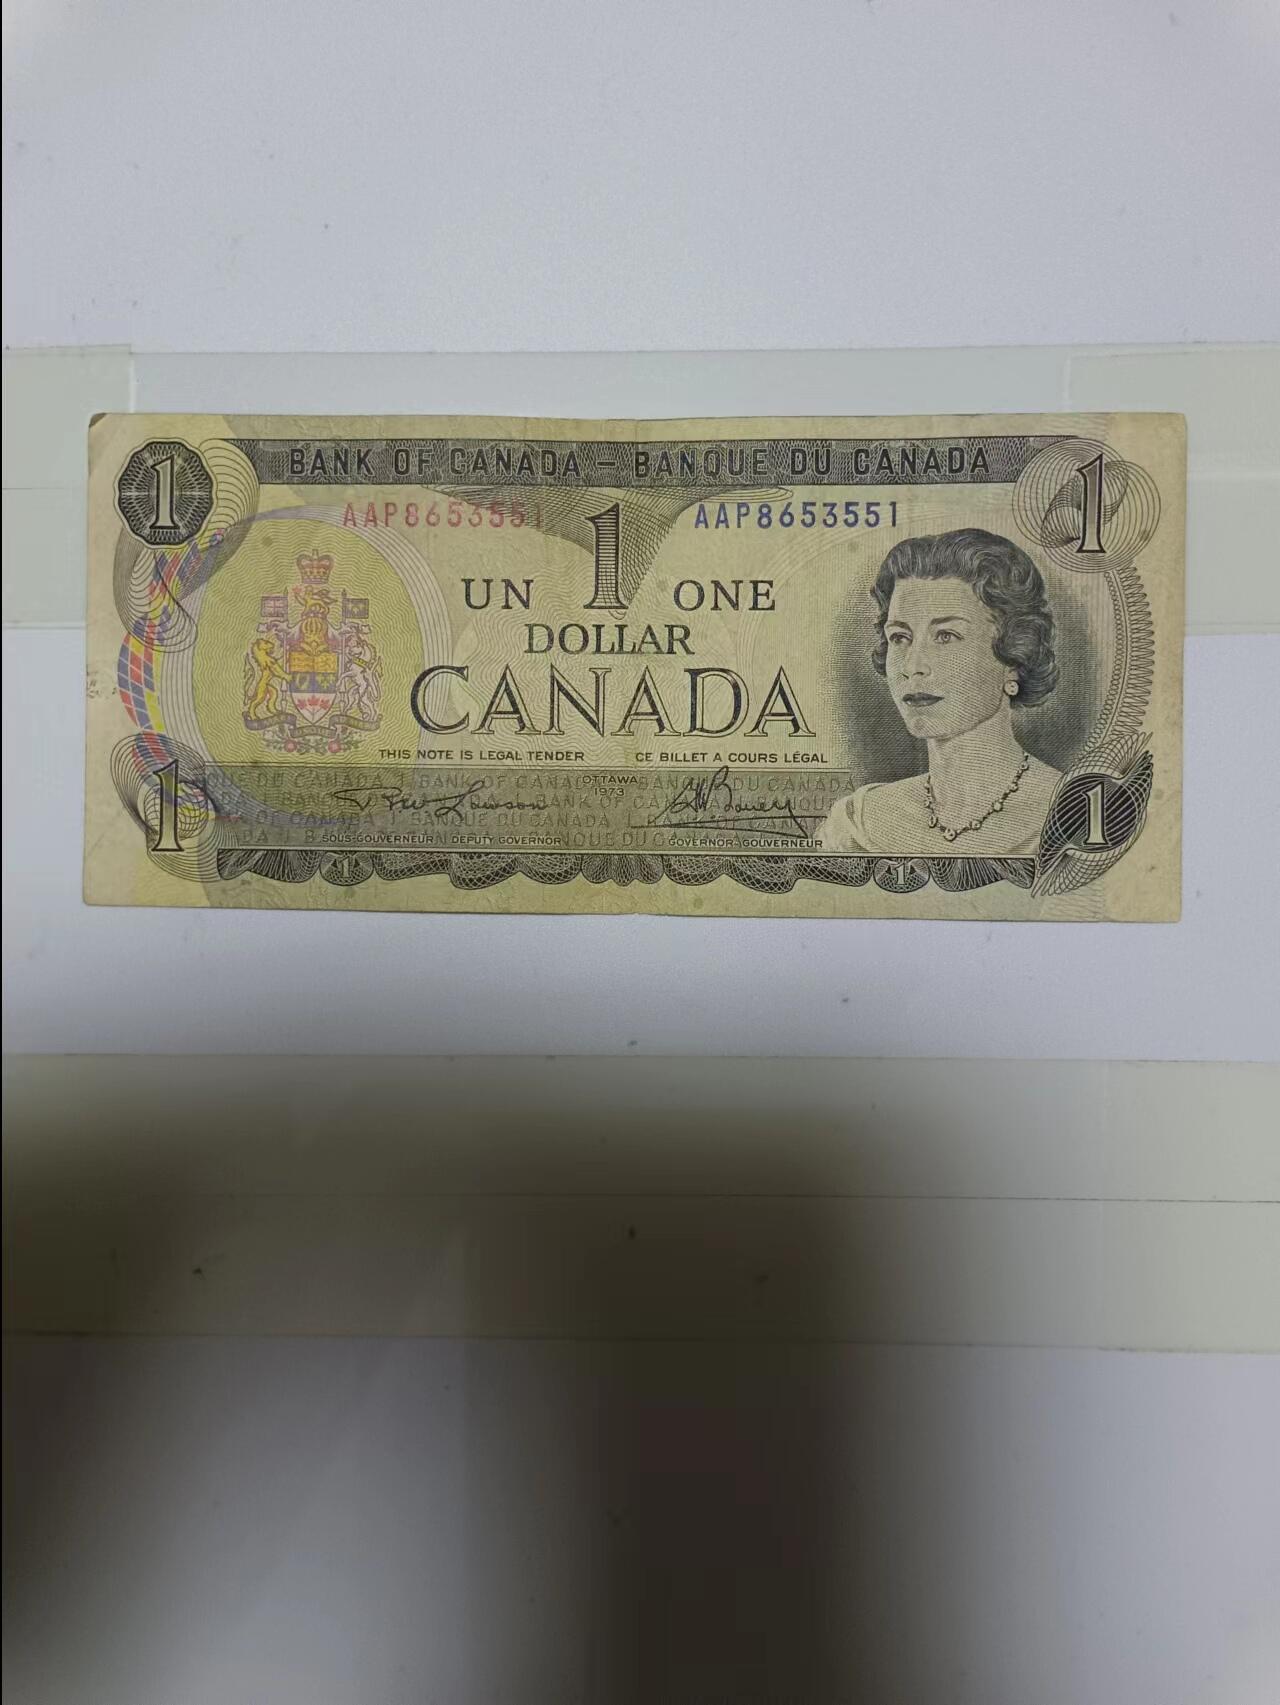 BANK OF CANADA – BANQUE DU CANADA
1
1
AAP8653551
AAP8653551
1
UN
ONE
DOLLAR
CANADA
THIS NOTE IS LEGAL TENDER
CE BILLET A COURS LÉGAL
OTTAWA
1973
SOUS-GOUVERNEUR DEPUTY GOVERNOR
GOVERNOR-GOUVERNEUR
1
1
1
1